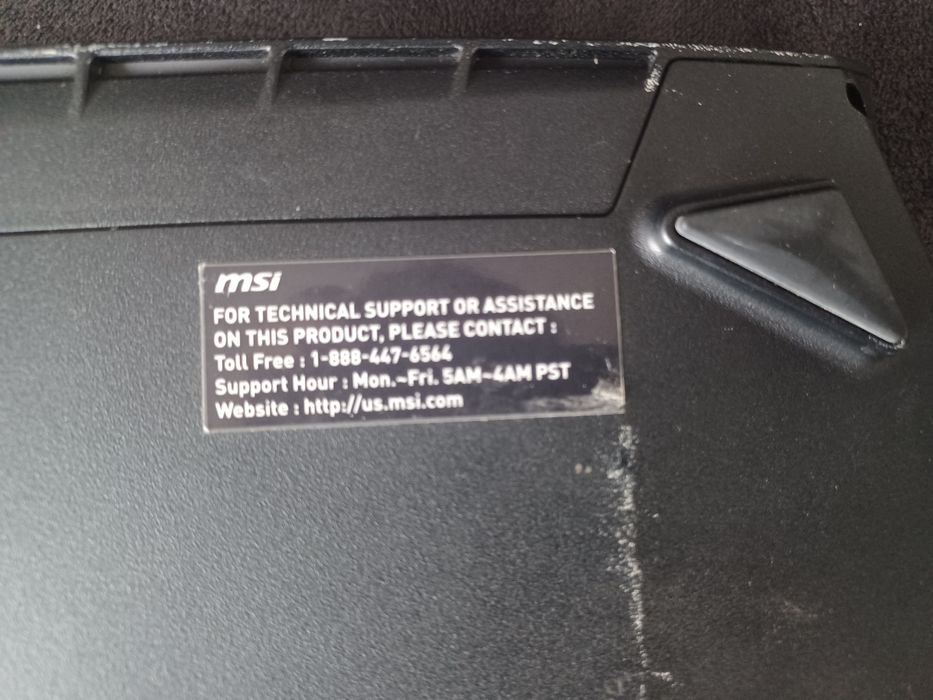 msi
FOR TECHNICAL SUPPORT OR ASSISTANCE
ON THIS PRODUCT, PLEASE CONTACT :
Toll Free : 1-888-447-6564
Support Hour : Mon.~Fri. 5AM~4AM PST
Website : http://us.msi.com